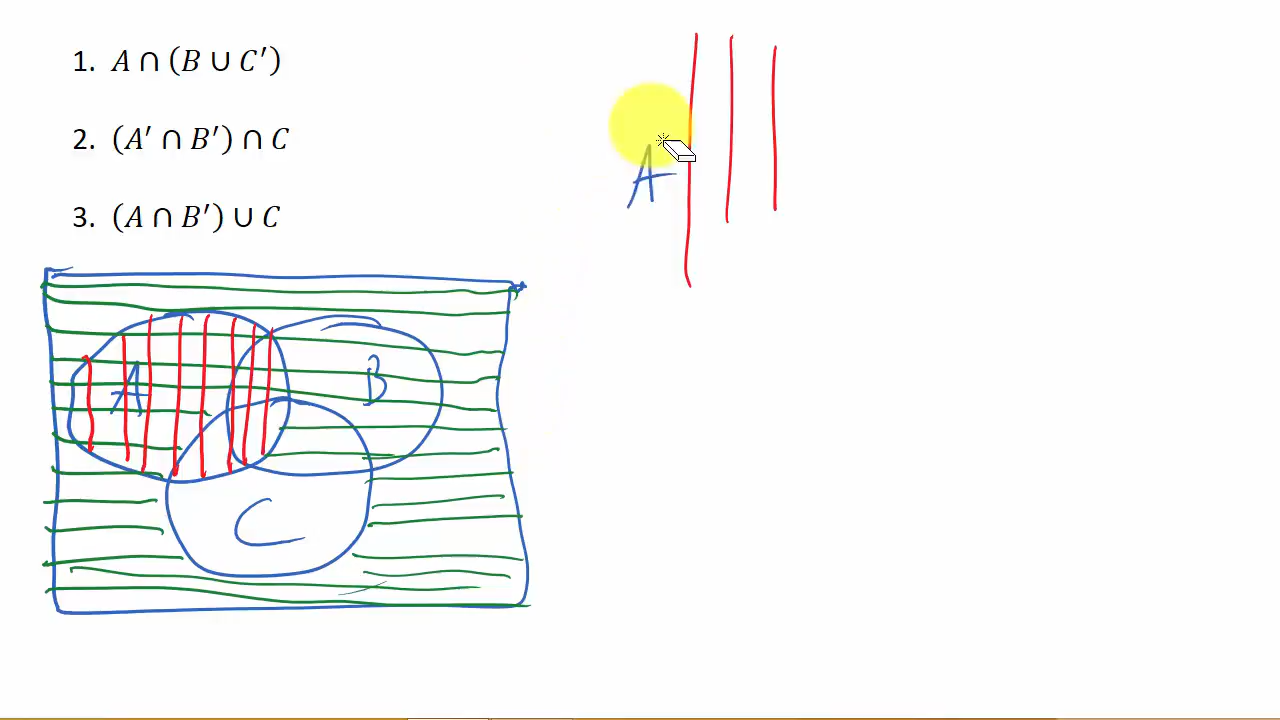 1. A ∩ (B ∪ C′)
2. (A′ ∩ B′) ∩ C
3. (A ∩ B′) ∪ C
A
A
B
C